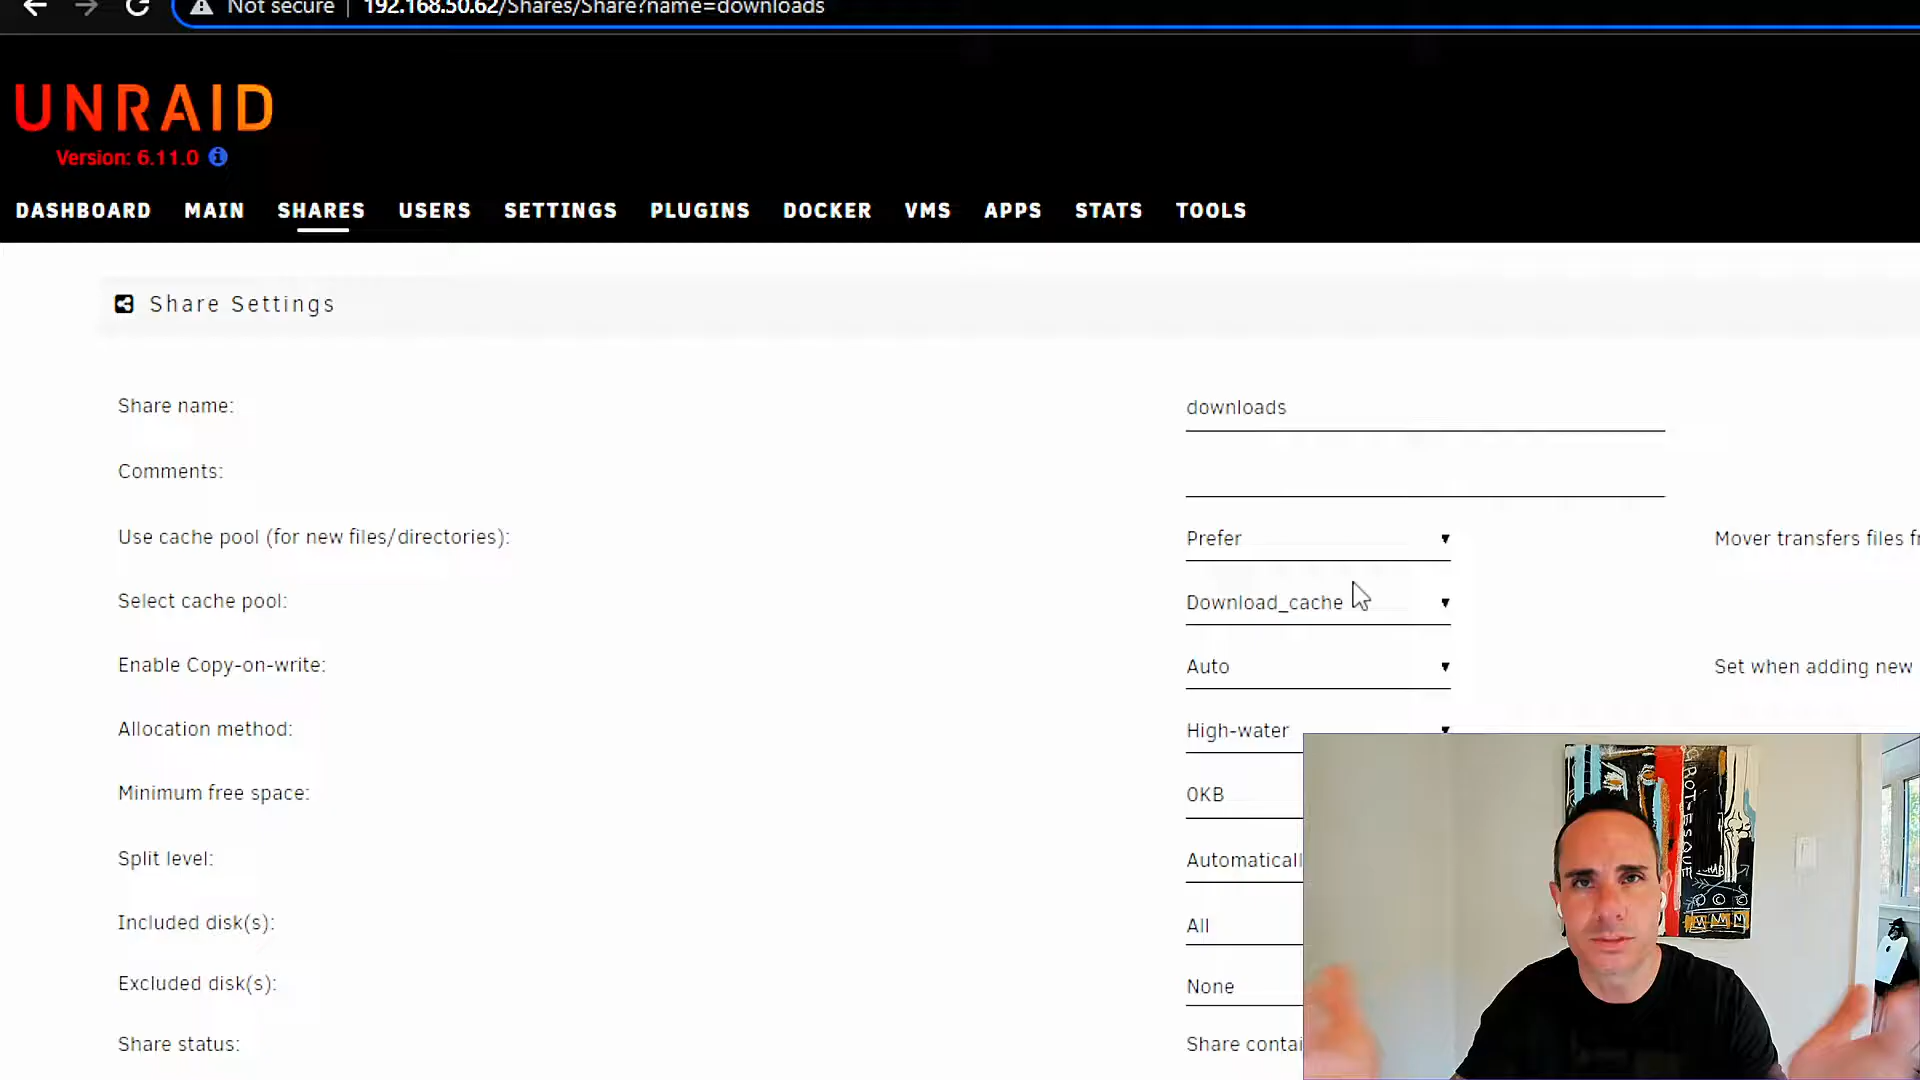 Not secure | 192.168.50.62/Shares/Share?name=downloads
UNRAID
Version: 6.11.0
DASHBOARD MAIN SHARES USERS SETTINGS PLUGINS DOCKER VMS APPS STATS TOOLS
Share Settings
Share name: downloads
Comments:
Use cache pool (for new files/directories): Prefer Mover transfers files
Select cache pool: Download_cache
Enable Copy-on-write: Auto Set when adding new
Allocation method: High-water
Minimum free space: 0KB
Split level: Automaticall
Included disk(s): All
Excluded disk(s): None
Share status: Share contai